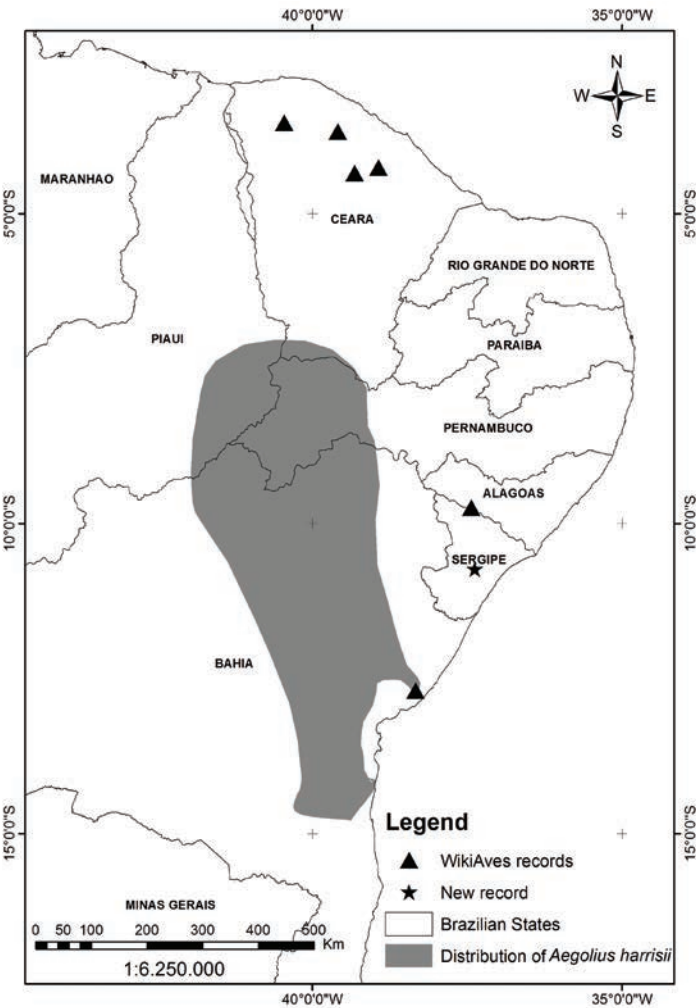 40°0'0"W 35°0'0"W
N
W E
S
MARANHAO
5°0'0"S 5°0'0"S
CEARA
RIO GRANDE DO NORTE
PIAUI
PARAIBA
PERNAMBUCO
ALAGOAS
10°0'0"S 10°0'0"S
SERGIPE
BAHIA
15°0'0"S 15°0'0"S
Legend
WikiAves records
New record
Brazilian States
Distribution of Aegolius harrisii
MINAS GERAIS
0 50 100 200 300 400 500
Km
1:6.250.000
40°0'0"W 35°0'0"W